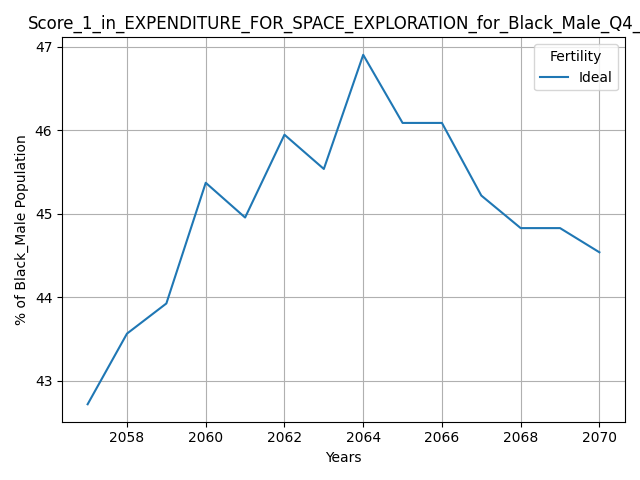 Score_1_in_EXPENDITURE_FOR_SPACE_EXPLORATION_for_Black_Male_Q4_
Fertility
Ideal
47
46
45
44
43
% of Black_Male Population
2058 2060 2062 2064 2066 2068 2070
Years